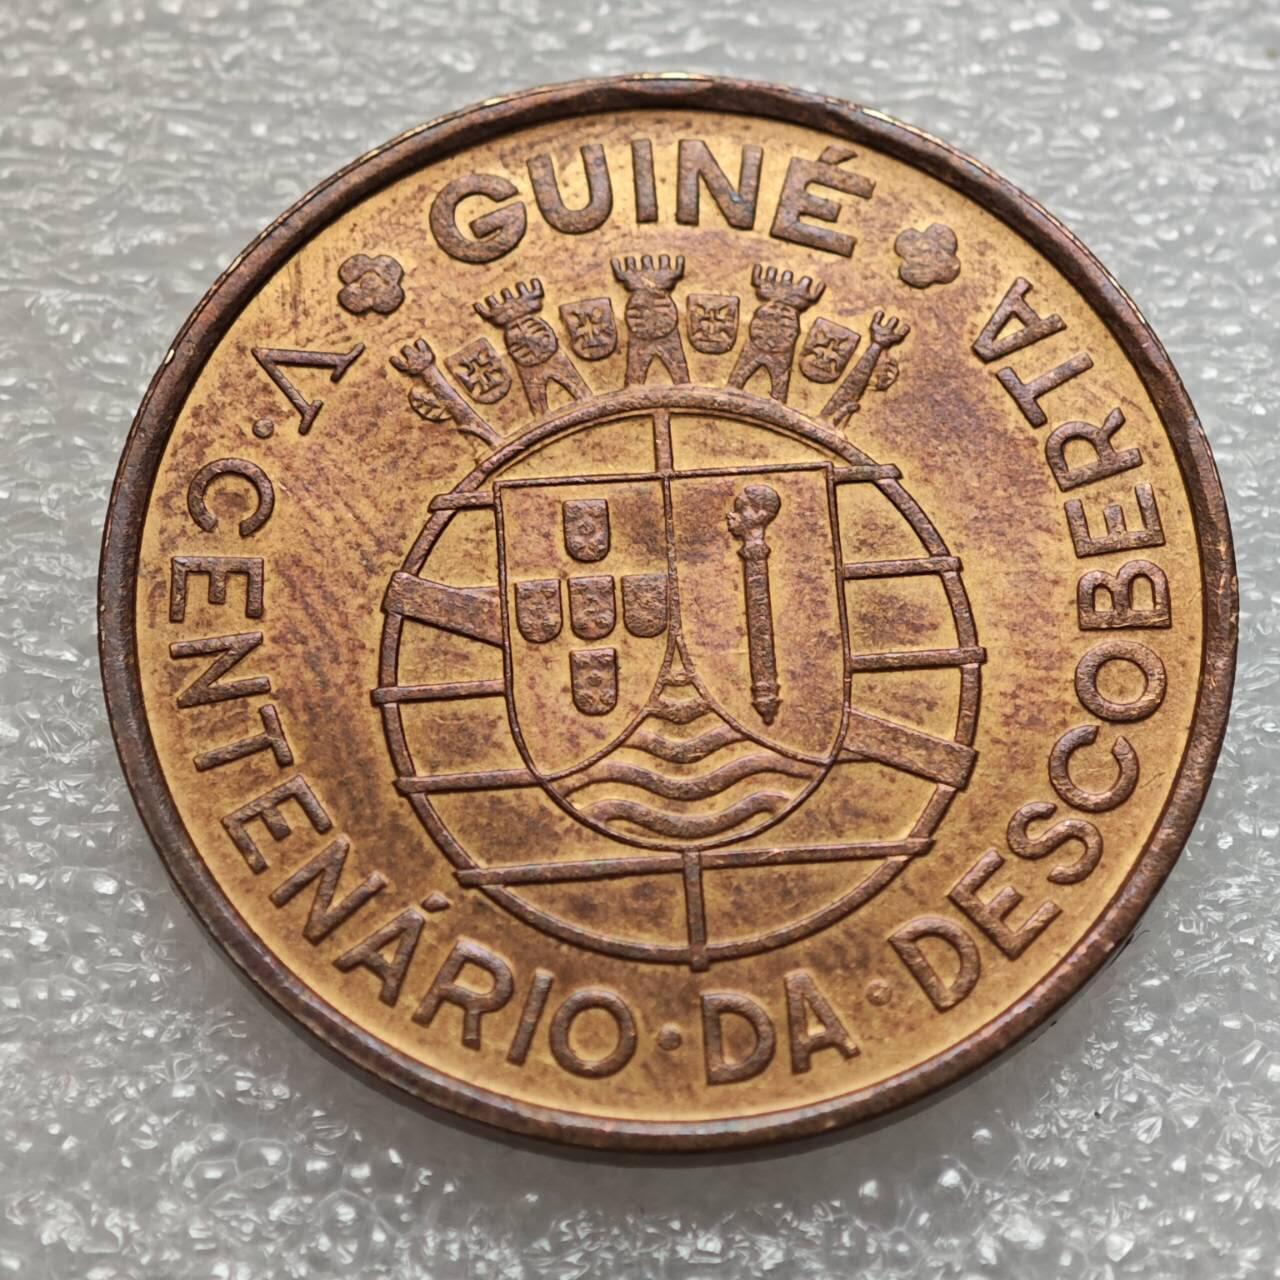 GUINÉ
V · CENTENÁRIO · DA · DESCOBERTA